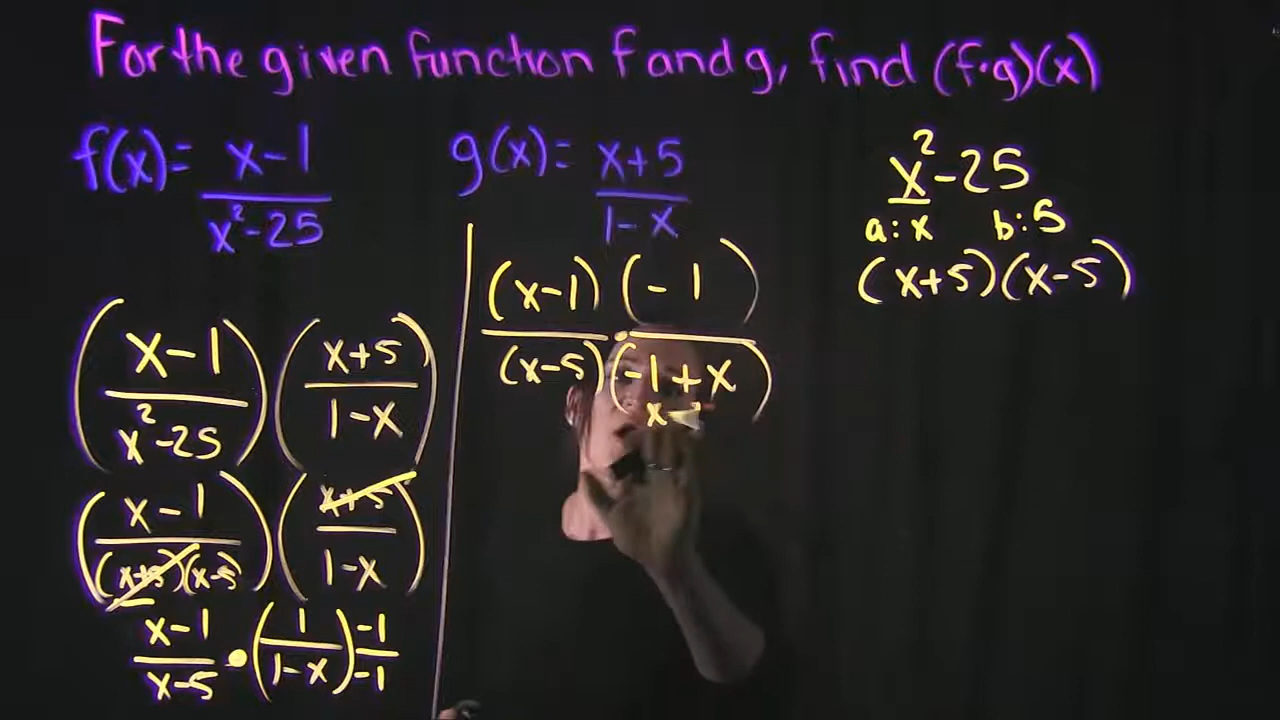 For the given function f and g, find (f·g)(x)
f(x) = x-1 / x²-25
g(x) = x+5 / 1-x
(x-1 / x²-25)(x+5 / 1-x)
(x-1 / (x+5)(x-5))(x+5 / 1-x)
x-1 / x-5 • (1 / 1-x) -1 / -1
(x-1) / (x-5) • (-1) / (-1+x)
x-
x²-25
a: x b: 5
(x+5)(x-5)